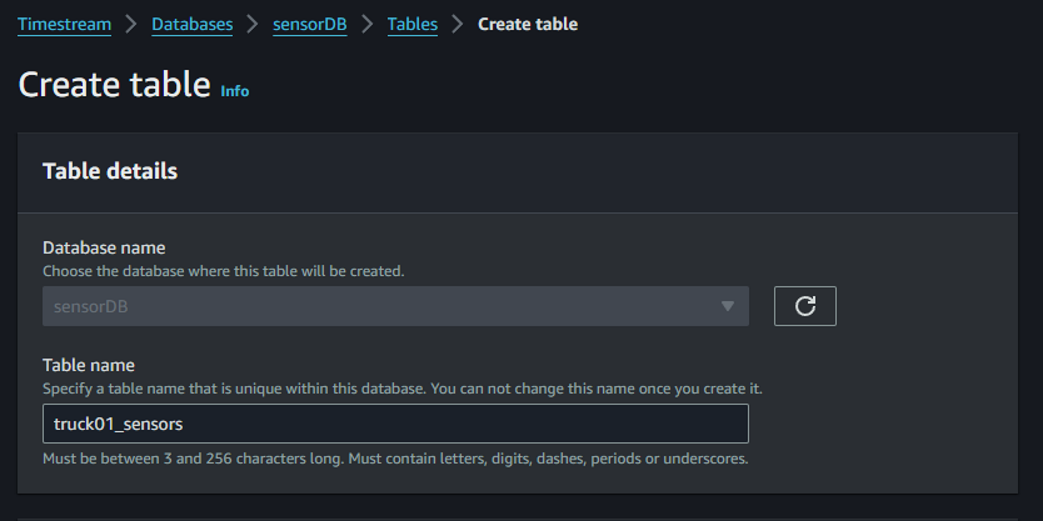 Timestream > Databases > sensorDB > Tables > Create table
Create table Info
Table details
Database name
Choose the database where this table will be created.
sensorDB
Table name
Specify a table name that is unique within this database. You can not change this name once you create it.
truck01_sensors
Must be between 3 and 256 characters long. Must contain letters, digits, dashes, periods or underscores.